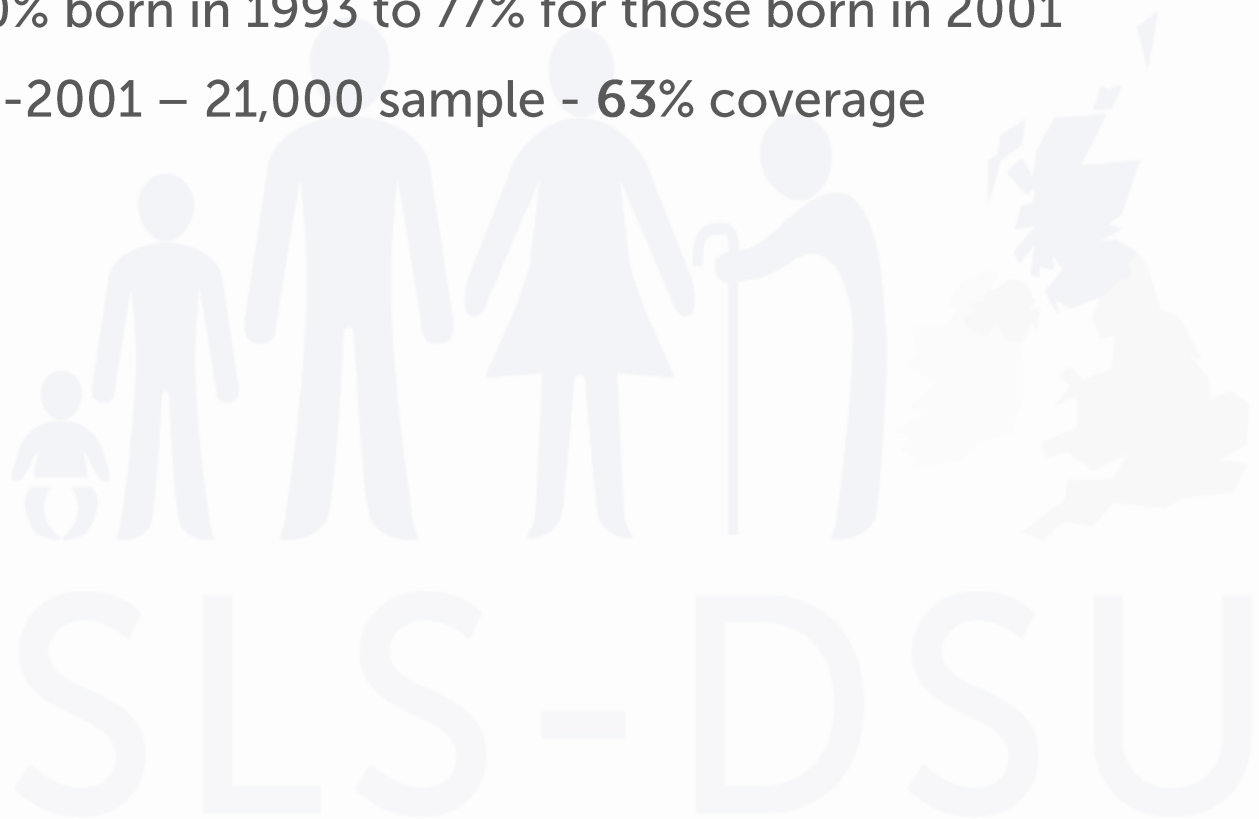 0% born in 1993 to 77% for those born in 2001
-2001 – 21,000 sample - 63% coverage
SLS-DSU